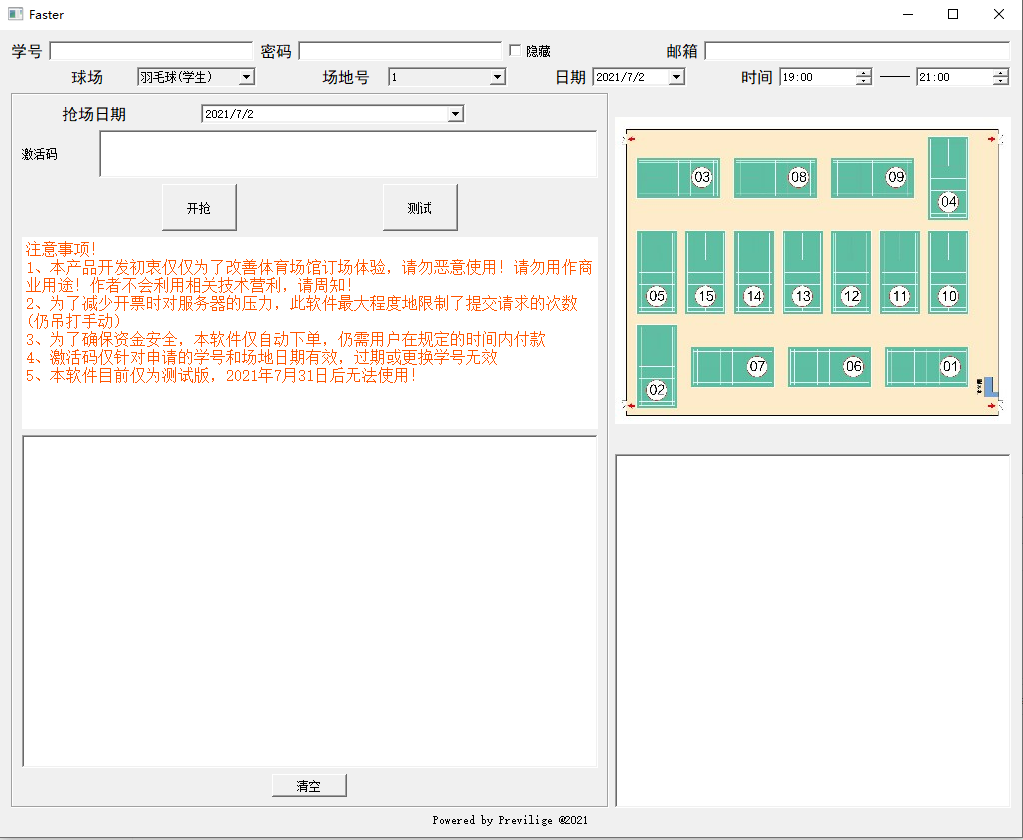 Faster
学号 密码 隐藏 邮箱
球场 羽毛球(学生) 场地号 1 日期 2021/7/2 时间 19:00 —— 21:00
抢场日期 2021/7/2
激活码
开抢 测试
注意事项!
1、本产品开发初衷仅仅为了改善体育场馆订场体验，请勿恶意使用！请勿用作商
业用途！作者不会利用相关技术营利，请周知！
2、为了减少开票时对服务器的压力，此软件最大程度地限制了提交请求的次数
(仍吊打手动)
3、为了确保资金安全，本软件仅自动下单，仍需用户在规定的时间内付款
4、激活码仅针对申请的学号和场地日期有效，过期或更换学号无效
5、本软件目前仅为测试版，2021年7月31日后无法使用！
03 08 09 04
05 15 14 13 12 11 10
02 07 06 01
清空
Powered by Previlige @2021